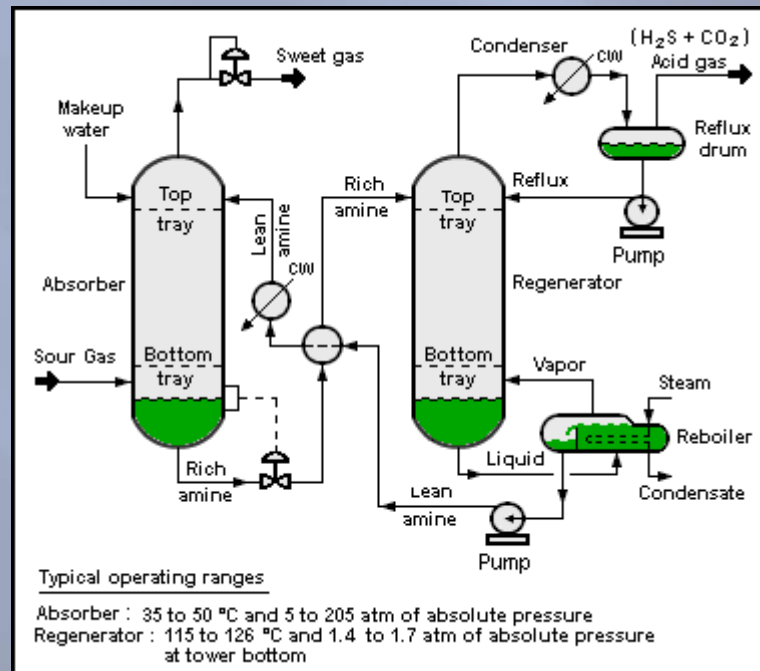 Sweet gas
Makeup
water
Top
tray
Absorber
Lean
amine
CW
Sour Gas
Bottom
tray
Rich
amine
Condenser
CW
(H₂S + CO₂)
Acid gas
Reflux
drum
Rich
amine
Top
tray
Reflux
Pump
Regenerator
Bottom
tray
Vapor
Steam
Reboiler
Liquid
Condensate
Lean
amine
Pump
Typical operating ranges
Absorber : 35 to 50 °C and 5 to 205 atm of absolute pressure
Regenerator : 115 to 126 °C and 1.4 to 1.7 atm of absolute pressure
at tower bottom